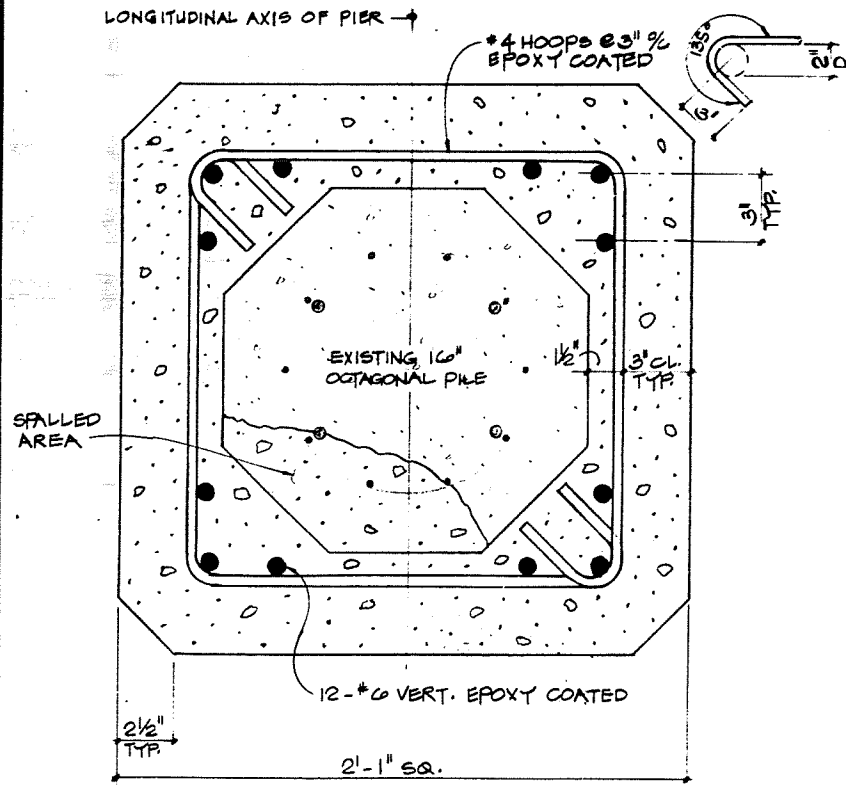 LONGITUDINAL AXIS OF PIER
#4 HOOPS @3" %
EPOXY COATED
135°
2"
D
3"
3"
TYP.
EXISTING 16"
OCTAGONAL PILE
1½"
3" CL.
TYP.
SPALLED
AREA
12-#6 VERT. EPOXY COATED
2½"
TYP.
2'-1" SQ.